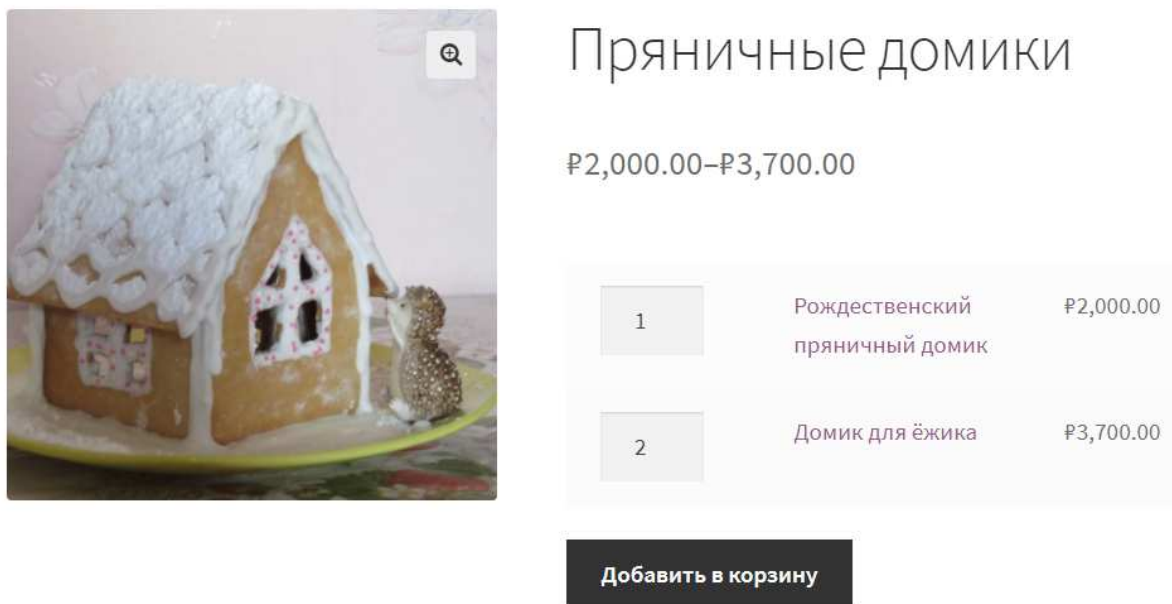 Пряничные домики
₽2,000.00–₽3,700.00
1 Рождественский пряничный домик ₽2,000.00
2 Домик для ёжика ₽3,700.00
Добавить в корзину